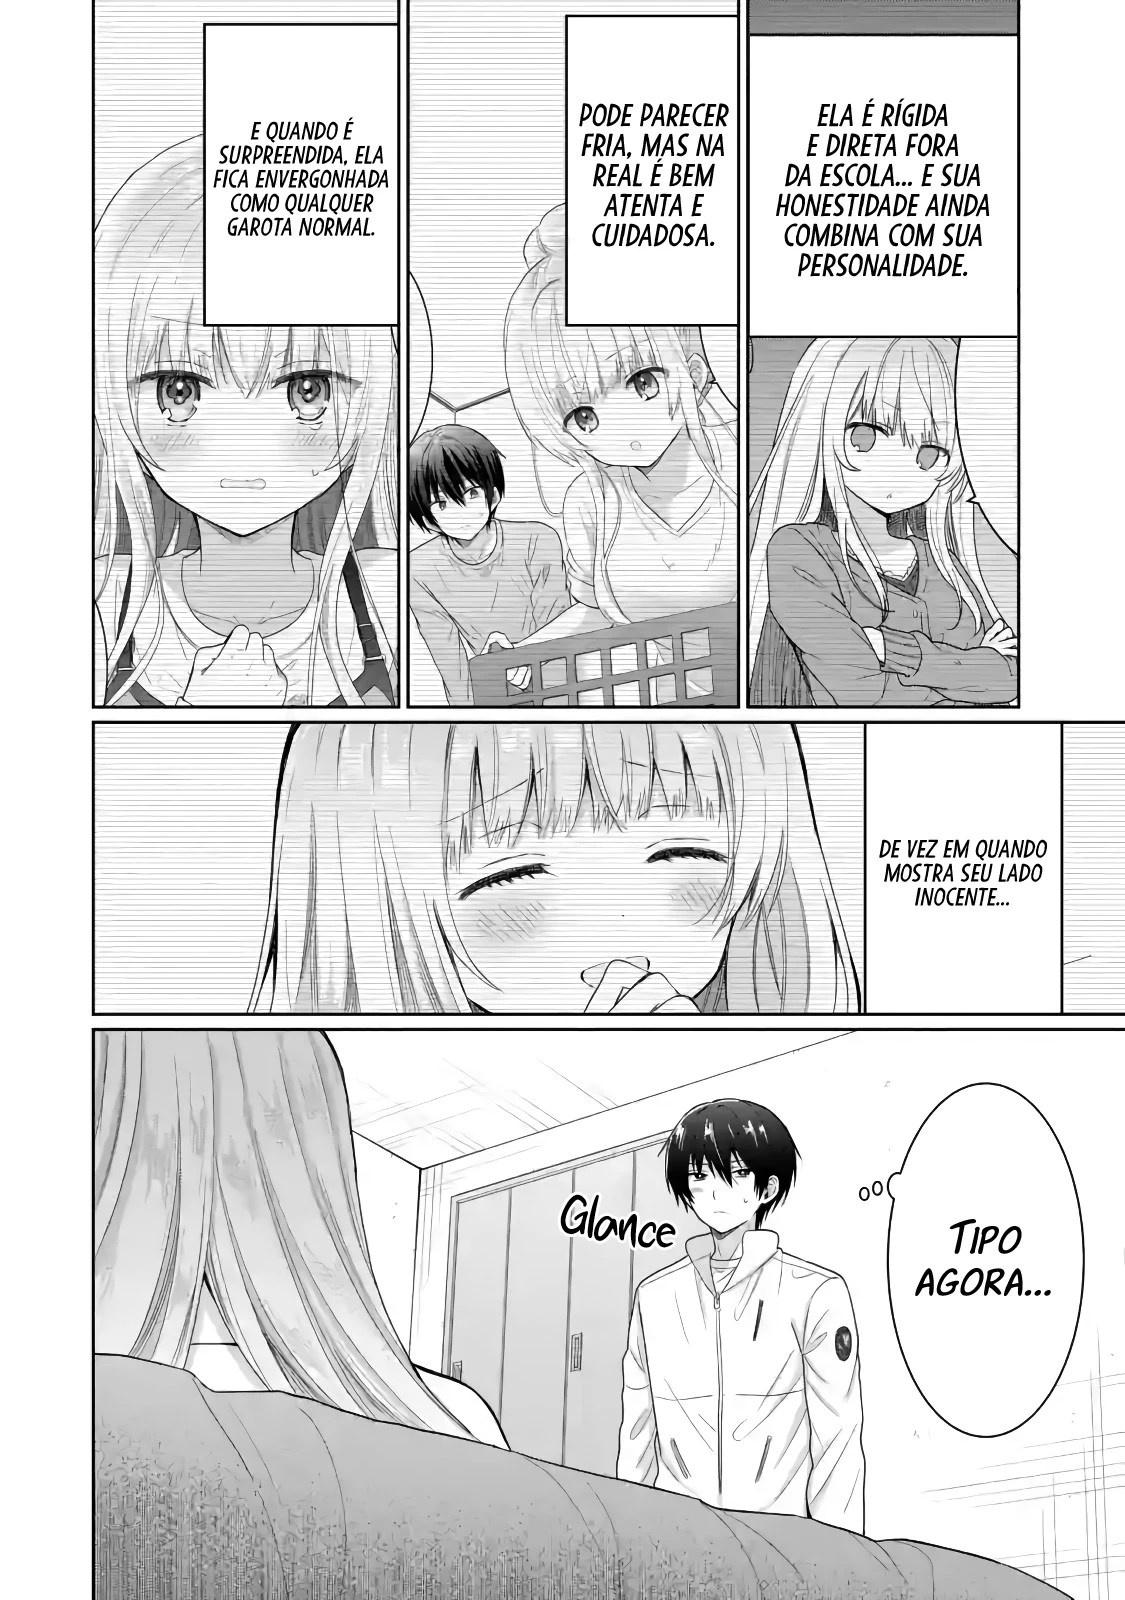 ELA É RÍGIDA
E DIRETA FORA
DA ESCOLA... E SUA
HONESTIDADE AINDA
COMBINA COM SUA
PERSONALIDADE.
PODE PARECER
FRIA, MAS NA
REAL É BEM
ATENTA E
CUIDADOSA.
E QUANDO É
SURPREENDIDA, ELA
FICA ENVERGONHADA
COMO QUALQUER
GAROTA NORMAL.
DE VEZ EM QUANDO
MOSTRA SEU LADO
INOCENTE...
Glance
TIPO
AGORA...